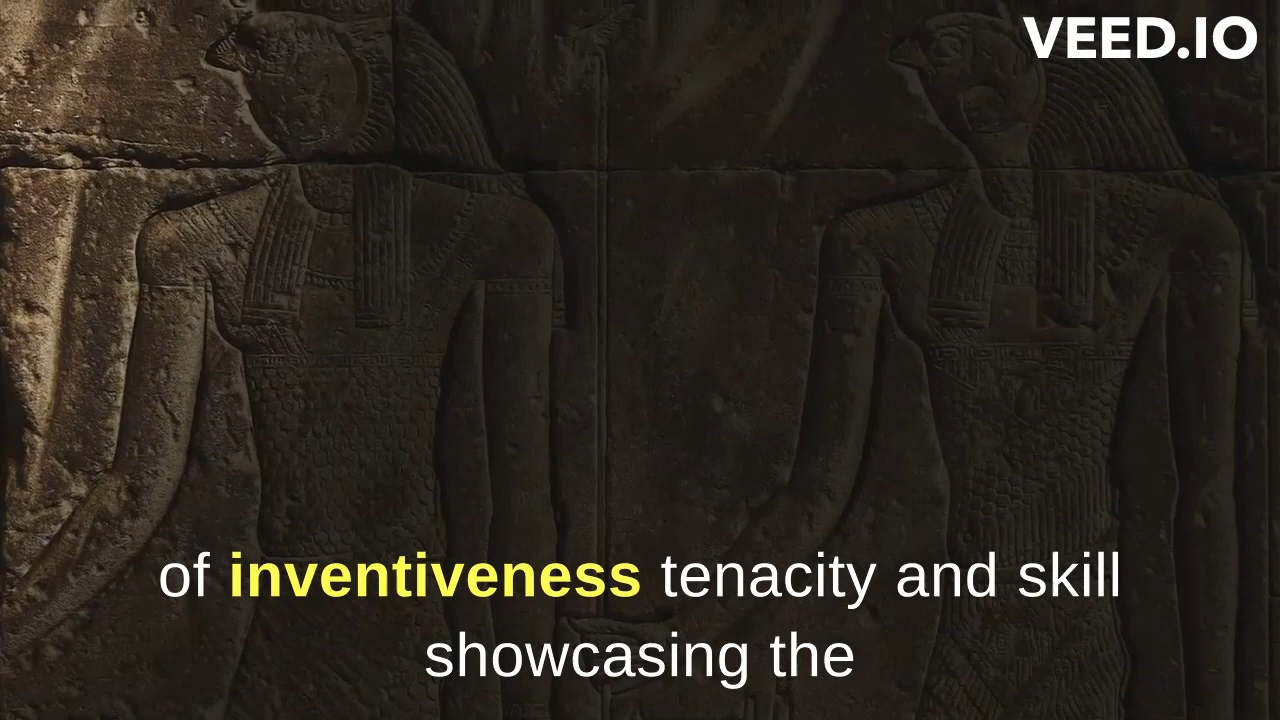 VEED.IO
of inventiveness tenacity and skill
showcasing the